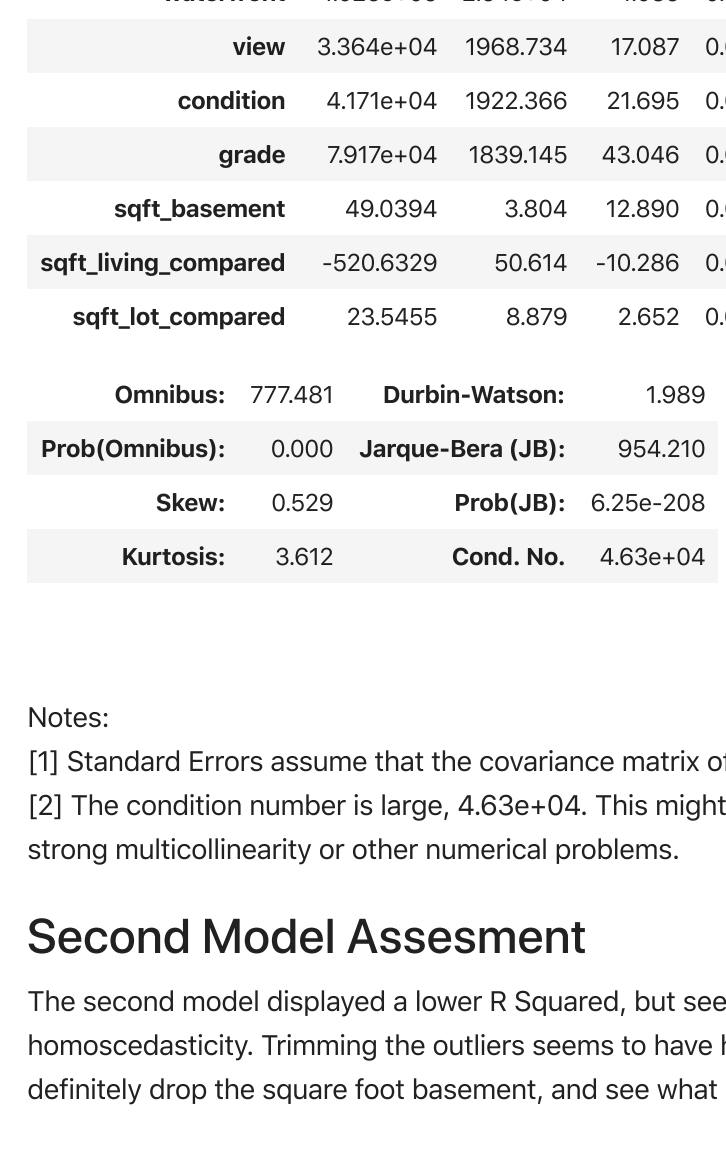 view 3.364e+04 1968.734 17.087 0.
condition 4.171e+04 1922.366 21.695 0.
grade 7.917e+04 1839.145 43.046 0.
sqft_basement 49.0394 3.804 12.890 0.
sqft_living_compared -520.6329 50.614 -10.286 0.
sqft_lot_compared 23.5455 8.879 2.652 0.
Omnibus: 777.481 Durbin-Watson: 1.989
Prob(Omnibus): 0.000 Jarque-Bera (JB): 954.210
Skew: 0.529 Prob(JB): 6.25e-208
Kurtosis: 3.612 Cond. No. 4.63e+04
Notes:
[1] Standard Errors assume that the covariance matrix of
[2] The condition number is large, 4.63e+04. This might
strong multicollinearity or other numerical problems.
Second Model Assesment
The second model displayed a lower R Squared, but see
homoscedasticity. Trimming the outliers seems to have
definitely drop the square foot basement, and see what